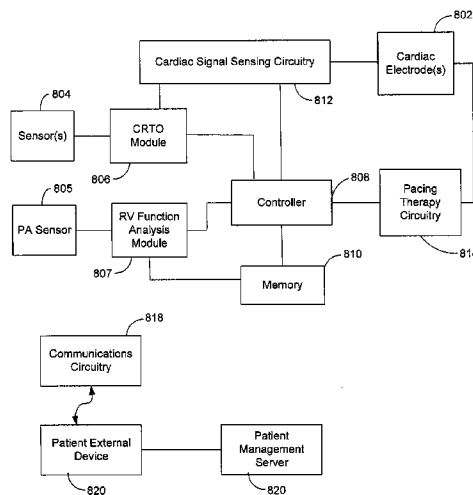 802
Cardiac Signal Sensing Circuitry
812
Cardiac
Electrode(s)
804
Sensor(s)
CRTO
Module
806
808
Controller
Pacing
Therapy
Circuitry
814
805
PA Sensor
RV Function
Analysis
Module
807
810
Memory
818
Communications
Circuitry
Patient External
Device
820
Patient
Management
Server
820